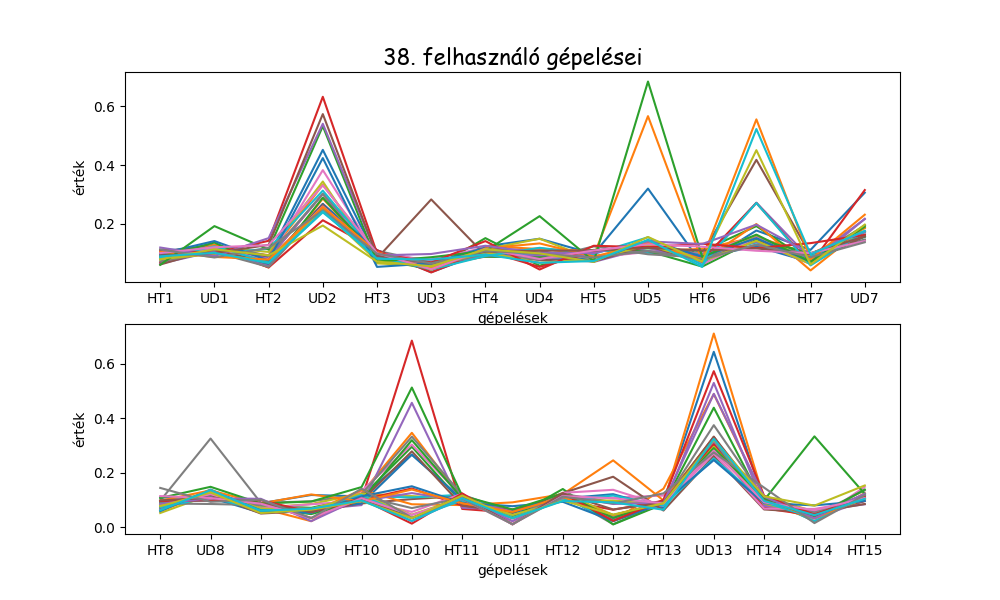 38. felhasználó gépelései
érték
0.6
0.4
0.2
HT1 UD1 HT2 UD2 HT3 UD3 HT4 UD4 HT5 UD5 HT6 UD6 HT7 UD7
gépelések
érték
0.6
0.4
0.2
0.0
HT8 UD8 HT9 UD9 HT10 UD10 HT11 UD11 HT12 UD12 HT13 UD13 HT14 UD14 HT15
gépelések